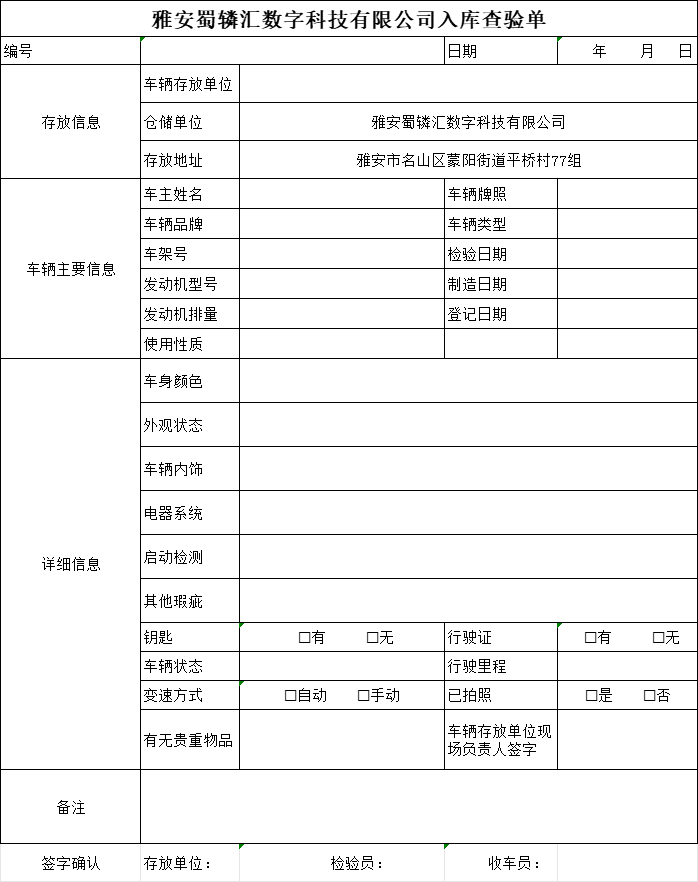 雅安蜀辚汇数字科技有限公司入库查验单
编号 日期 年 月 日
存放信息
车辆存放单位
仓储单位 雅安蜀辚汇数字科技有限公司
存放地址 雅安市名山区蒙阳街道平桥村77组
车辆主要信息
车主姓名 车辆牌照
车辆品牌 车辆类型
车架号 检验日期
发动机型号 制造日期
发动机排量 登记日期
使用性质
详细信息
车身颜色
外观状态
车辆内饰
电器系统
启动检测
其他瑕疵
钥匙 □有 □无 行驶证 □有 □无
车辆状态 行驶里程
变速方式 □自动 □手动 已拍照 □是 □否
有无贵重物品 车辆存放单位现
场负责人签字
备注
签字确认 存放单位： 检验员： 收车员：